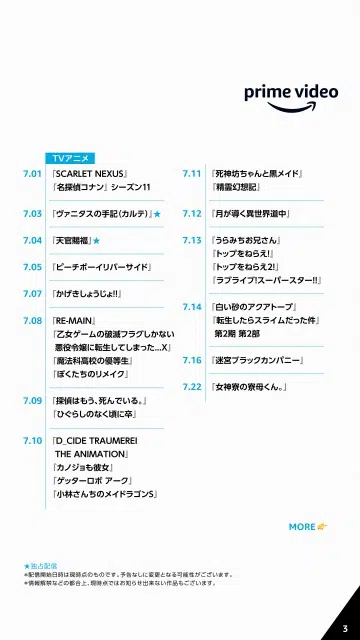 prime video
TVアニメ
7.01 『SCARLET NEXUS』
『名探偵コナン』 シーズン11
7.03 『ヴァニタスの手記(カルテ)』★
7.04 『天官賜福』★
7.05 『ピーチボーイリバーサイド』
7.07 『かげきしょうじょ!!』
7.08 『RE-MAIN』
『乙女ゲームの破滅フラグしかない
悪役令嬢に転生してしまった…X』
『魔法科高校の優等生』
『ぼくたちのリメイク』
7.09 『探偵はもう、死んでいる。』
『ひぐらしのなく頃に卒』
7.10 『D_CIDE TRAUMEREI
THE ANIMATION』
『カノジョも彼女』
『ゲッターロボ アーク』
『小林さんちのメイドラゴンS』
7.11 『死神坊ちゃんと黒メイド』
『精霊幻想記』
7.12 『月が導く異世界道中』
7.13 『うらみちお兄さん』
『トップをねらえ!』
『トップをねらえ2!』
『ラブライブ!スーパースター!!』
7.14 『白い砂のアクアトープ』
『転生したらスライムだった件』
第2期 第2部
7.16 『迷宮ブラックカンパニー』
7.22 『女神寮の寮母くん。』
MORE👉
★独占配信
※配信開始日時は現時点のものです。予告なしに変更となる可能性がございます。
※情報解禁などの都合上、現時点ではお知らせ出来ない作品もございます。
3